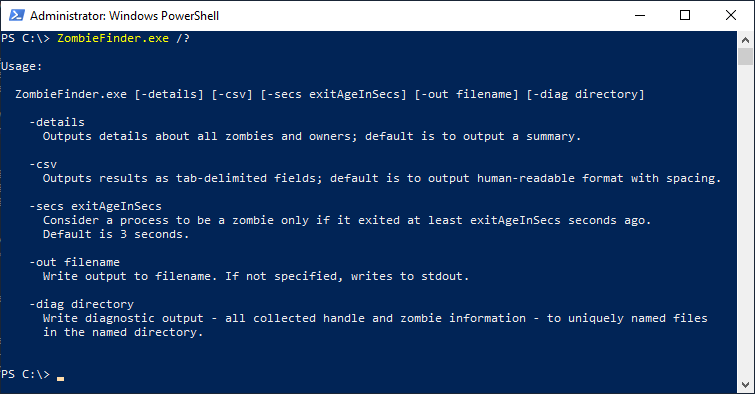 Administrator: Windows PowerShell
PS C:\> ZombieFinder.exe /?
Usage:
ZombieFinder.exe [-details] [-csv] [-secs exitAgeInSecs] [-out filename] [-diag directory]
-details
Outputs details about all zombies and owners; default is to output a summary.
-csv
Outputs results as tab-delimited fields; default is to output human-readable format with spacing.
-secs exitAgeInSecs
Consider a process to be a zombie only if it exited at least exitAgeInSecs seconds ago.
Default is 3 seconds.
-out filename
Write output to filename. If not specified, writes to stdout.
-diag directory
Write diagnostic output - all collected handle and zombie information - to uniquely named files
in the named directory.
PS C:\>